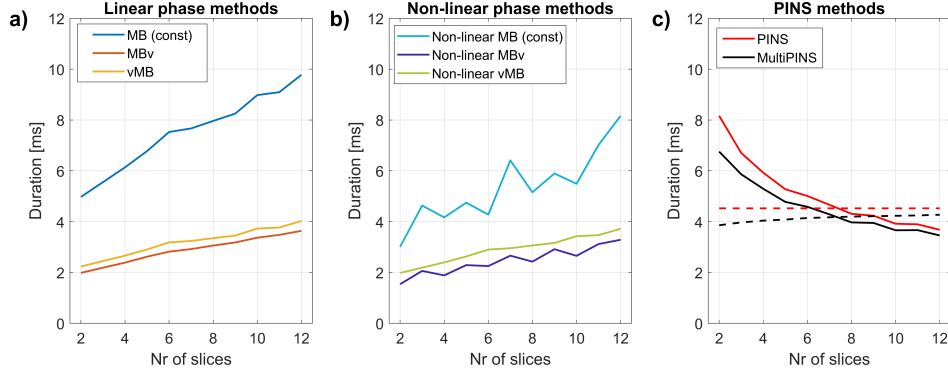 a)
Linear phase methods
MB (const)
MBv
vMB
Duration [ms]
12
10
8
6
4
2
0
2 4 6 8 10 12
Nr of slices
b)
Non-linear phase methods
Non-linear MB (const)
Non-linear MBv
Non-linear vMB
Duration [ms]
12
10
8
6
4
2
0
2 4 6 8 10 12
Nr of slices
c)
PINS methods
PINS
MultiPINS
Duration [ms]
12
10
8
6
4
2
0
2 4 6 8 10 12
Nr of slices